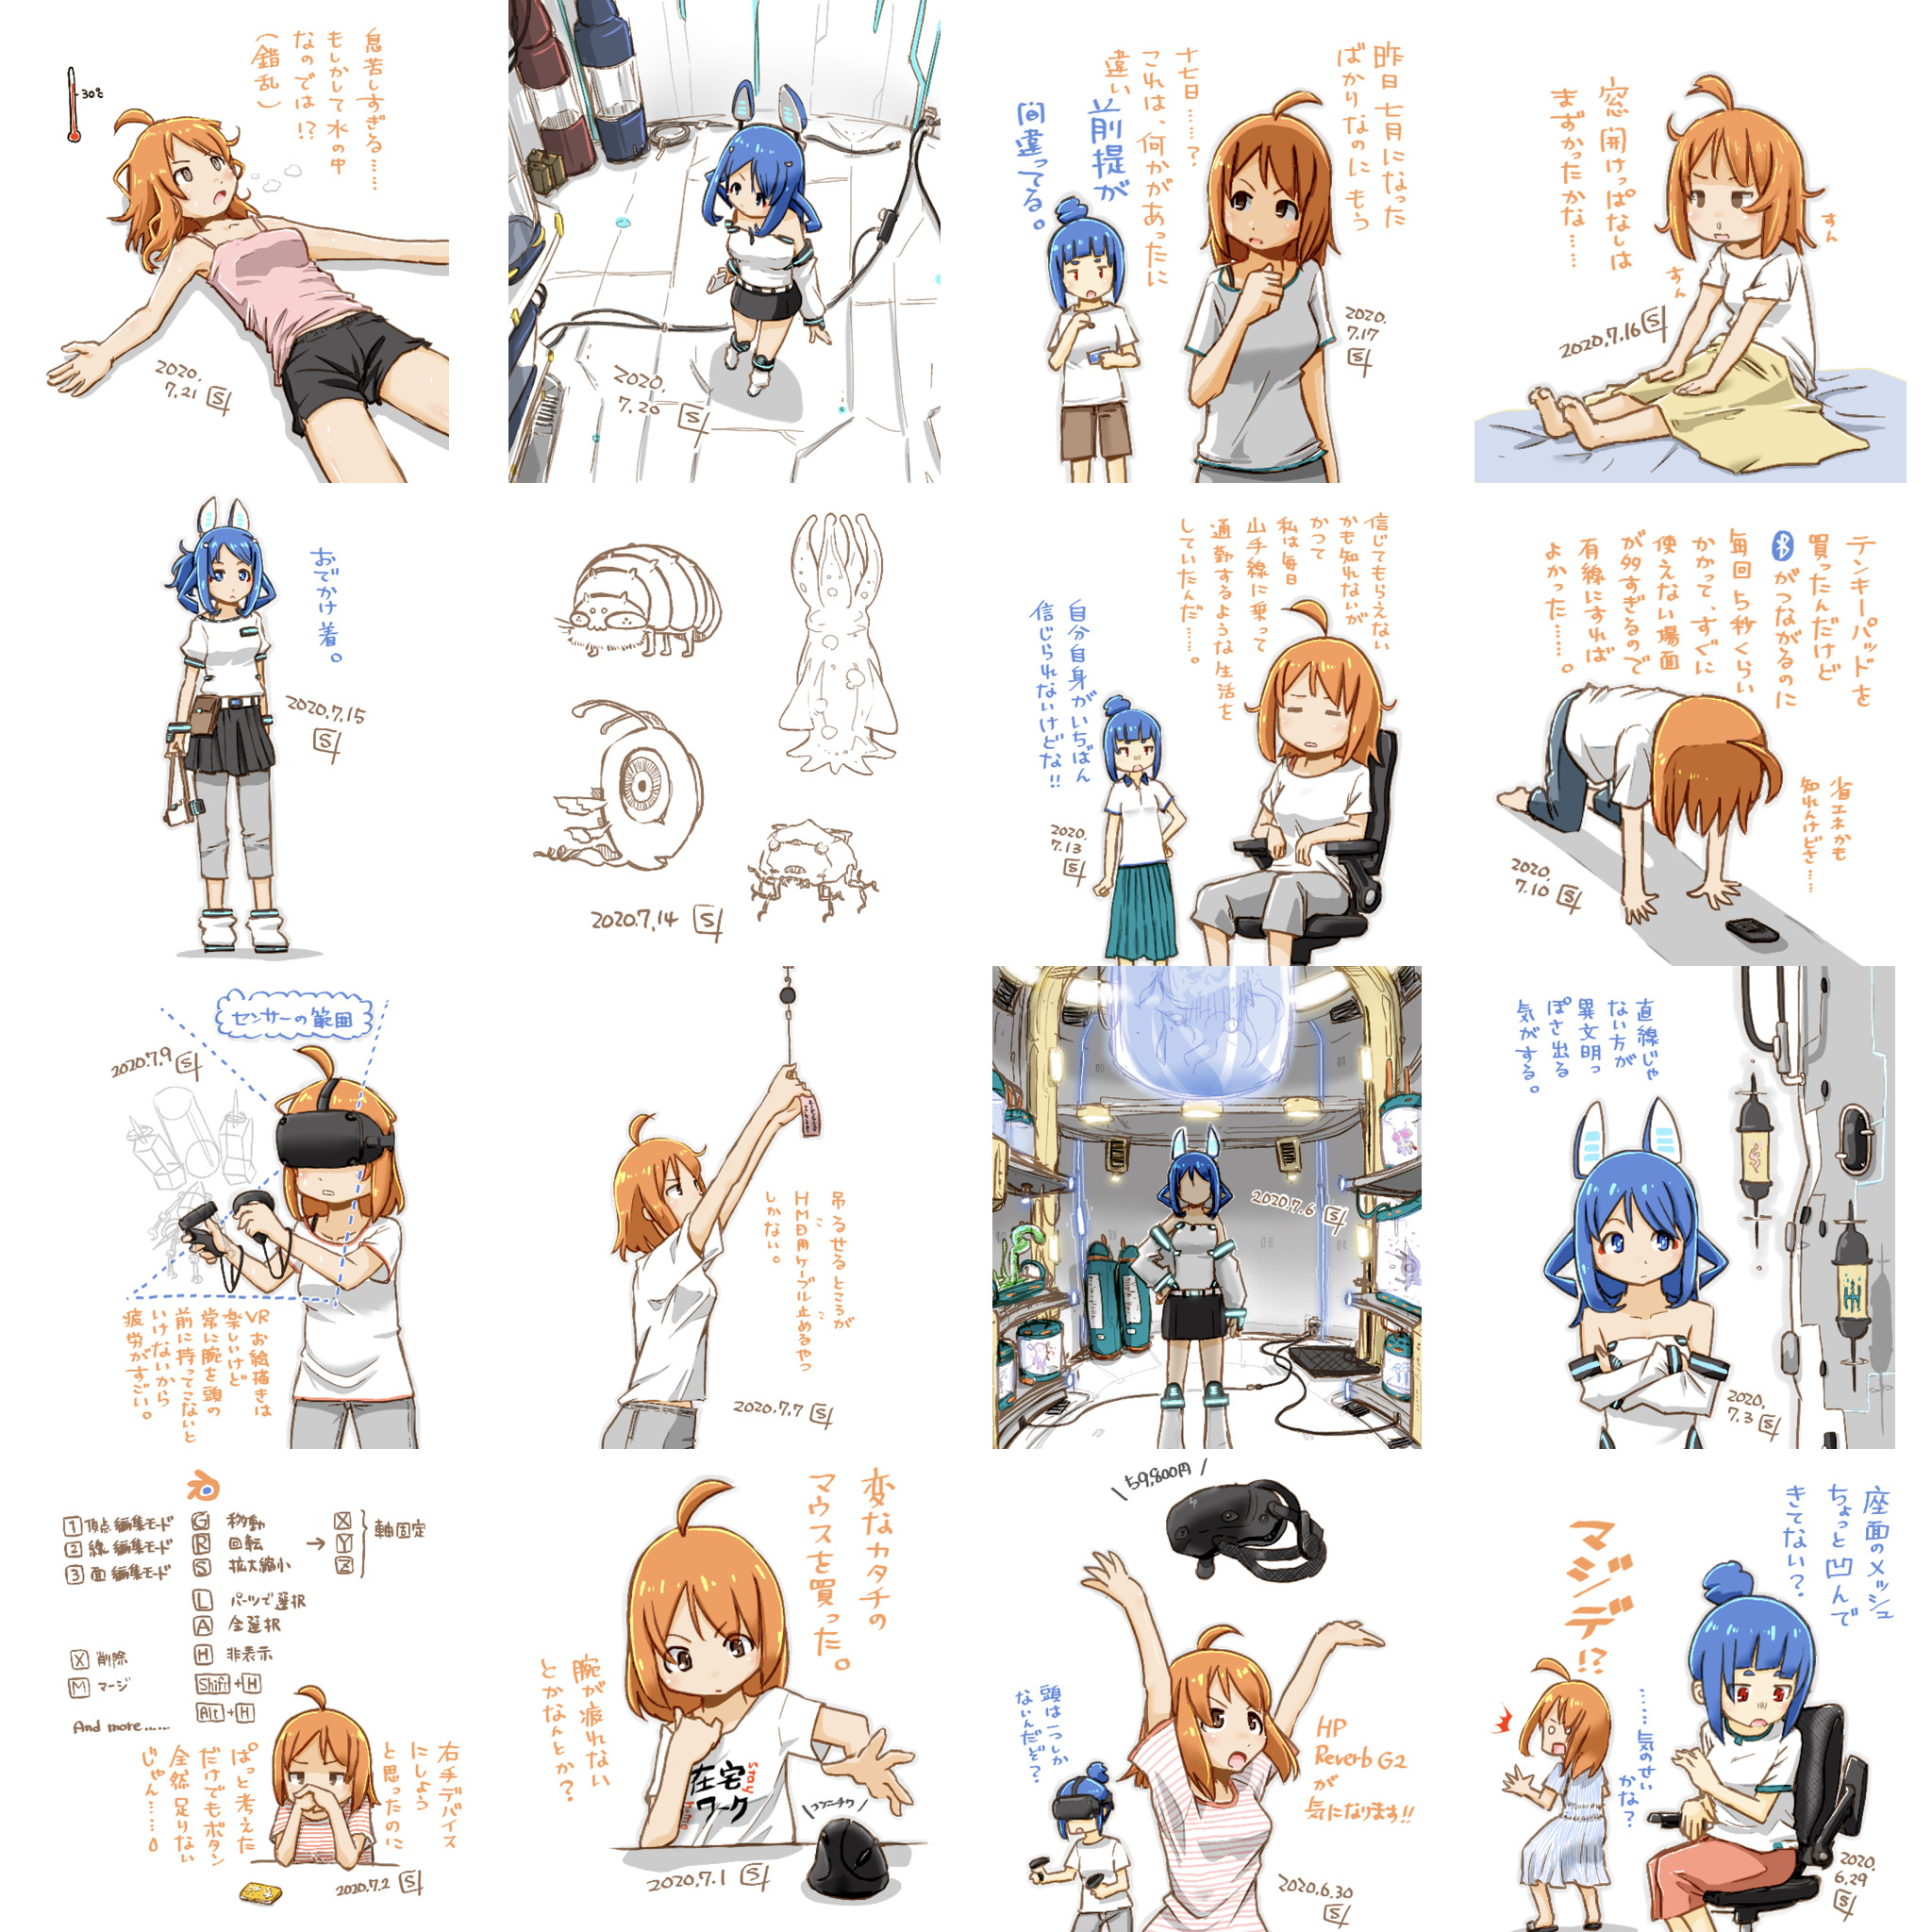 息苦しすぎる……
もしかして水の中
なのでは!?
(錯乱)
30℃
2020.
7.21
2020.
7.20
昨日七月になった
ばかりなのにもう
十七日……?
これは、何かがあったに
違い
前提が
間違ってる。
2020.
7.17
窓開けっぱなしは
まずかったかな……
すん
すん
2020.7.16
おでかけ着。
2020.7.15
2020.7.14
信じてもらえない
かも知れないが
かつて
私は毎日
山手線に乗って
通勤するような生活を
していたんだ……。
自分自身がいちばん
信じられないけどな!!
2020.
7.13
テンキーパッドを
買ったんだけど
がつながるのに
毎回5秒くらい
かかって、すぐに
使えない場面
が多すぎるので
有線にすれば
よかった……。
省エネかも
知れんけどさ……
2020.
7.10
センサーの範囲
2020.7.9
VRお絵描きは
楽しいけど
常に腕を頭の
前に持ってこないと
いけないから
疲労がすごい。
吊るせるところが
HMD用ケーブル止めるやつ
しかない。
2020.7.7
2020.7.6
直線じゃ
ない方が
異文明っ
ぽさ出る
気がする。
2020.
7.3
1 頂点編集モード
2 線編集モード
3 面編集モード
G 移動
R 回転
S 拡大縮小
→ X
Y
Z
軸固定
L パーツで選択
A 全選択
H 非表示
Shift+H
Alt+H
X 削除
M マージ
And more……
右手デバイス
にしよう
と思ったのに
ぱっと考えた
だけでもボタン
全然足りない
じゃん……。
2020.7.2
変なカタチの
マウスを買った。
腕が疲れない
とかなんとか?
在宅
ワーク
Stay
Home
コンニチワ
2020.7.1
59,800円
HP
Reverb G2
が
気になります!!
頭は一つしか
ないんだぞ?
2020.6.30
座面のメッシュ
ちょっと凹んで
きてない?
マジデ!?
……気のせい
かな?
2020.
6.29